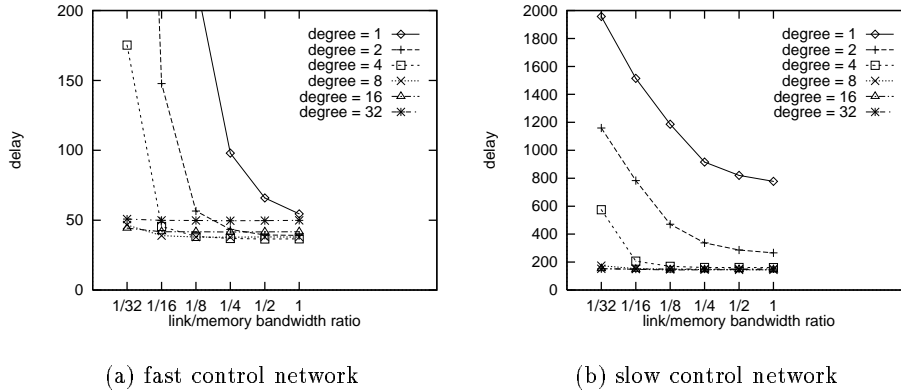 200
150
100
50
0
delay
degree = 1
degree = 2
degree = 4
degree = 8
degree = 16
degree = 32
1/32 1/16 1/8 1/4 1/2 1
link/memory bandwidth ratio
(a) fast control network
2000
1800
1600
1400
1200
1000
800
600
400
200
0
delay
degree = 1
degree = 2
degree = 4
degree = 8
degree = 16
degree = 32
1/32 1/16 1/8 1/4 1/2 1
link/memory bandwidth ratio
(b) slow control network